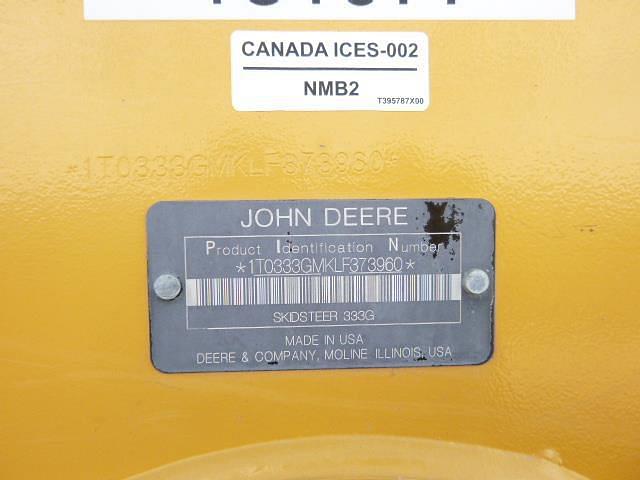 CANADA ICES-002
NMB2
T395787X00
*1T0333GMKLF373960*
JOHN DEERE
Product Identification Number
*1T0333GMKLF373960*
SKIDSTEER 333G
MADE IN USA
DEERE & COMPANY, MOLINE ILLINOIS, USA